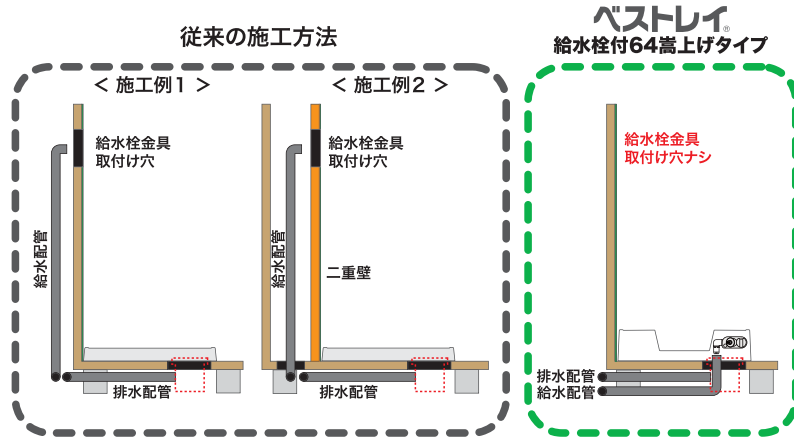 従来の施工方法
< 施工例1 >
< 施工例2 >
給水栓金具
取付け穴
給水配管
排水配管
給水栓金具
取付け穴
給水配管
二重壁
排水配管
ベストレイ®
給水栓付64嵩上げタイプ
給水栓金具
取付け穴ナシ
排水配管
給水配管